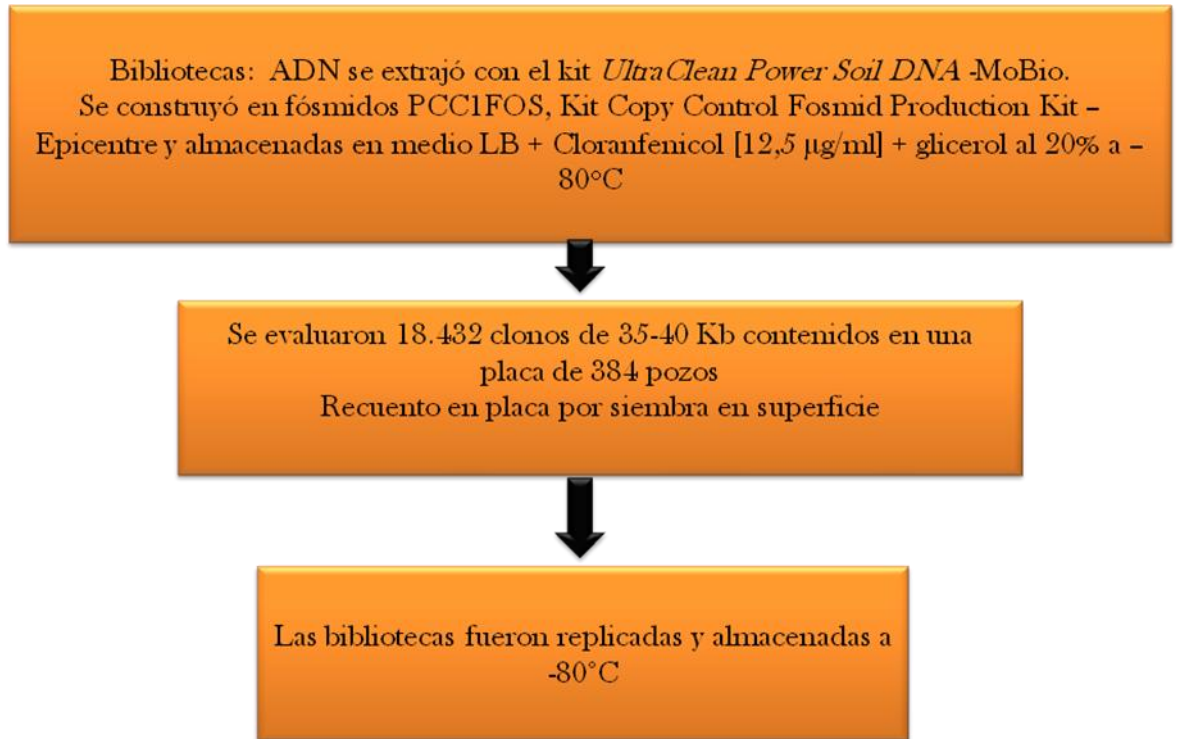 Bibliotecas: ADN se extrajó con el kit UltraClean Power Soil DNA -MoBio.
Se construyó en fósmidos PCC1FOS, Kit Copy Control Fosmid Production Kit –
Epicentre y almacenadas en medio LB + Cloranfenicol [12,5 µg/ml] + glicerol al 20% a –
80°C
Se evaluaron 18.432 clonos de 35-40 Kb contenidos en una
placa de 384 pozos
Recuento en placa por siembra en superficie
Las bibliotecas fueron replicadas y almacenadas a
-80°C